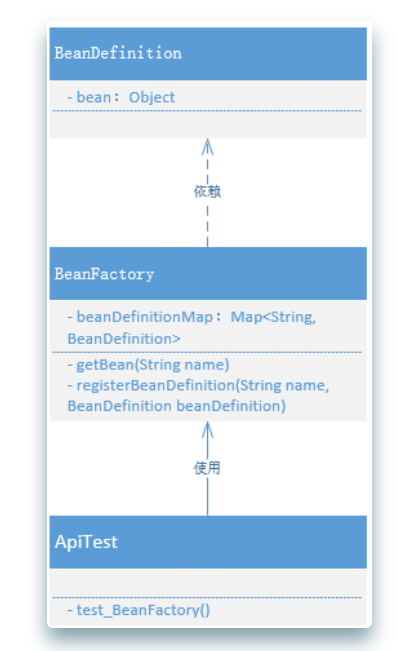 BeanDefinition
- bean：Object
依赖
BeanFactory
- beanDefinitionMap：Map<String,
BeanDefinition>
- getBean(String name)
- registerBeanDefinition(String name,
BeanDefinition beanDefinition)
使用
ApiTest
- test_BeanFactory()